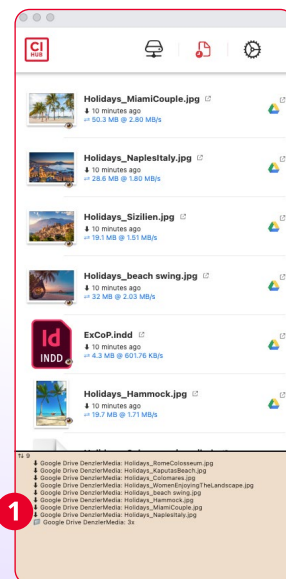 CI
HUB
Holidays_MiamiCouple.jpg
10 minutes ago
50.3 MB @ 2.80 MB/s
Holidays_NaplesItaly.jpg
10 minutes ago
28.6 MB @ 1.80 MB/s
Holidays_Sizilien.jpg
10 minutes ago
19.1 MB @ 1.51 MB/s
Holidays_beach swing.jpg
10 minutes ago
32 MB @ 2.03 MB/s
Id
INDD
ExCoP.indd
10 minutes ago
4.3 MB @ 601.76 KB/s
Holidays_Hammock.jpg
10 minutes ago
19.7 MB @ 1.71 MB/s
9
Google Drive DenzlerMedia: Holidays_RomeColosseum.jpg
Google Drive DenzlerMedia: Holidays_KaputasBeach.jpg
Google Drive DenzlerMedia: Holidays_Colomares.jpg
Google Drive DenzlerMedia: Holidays_WomenEnjoyingTheLandscape.jpg
Google Drive DenzlerMedia: Holidays_beach swing.jpg
Google Drive DenzlerMedia: Holidays_Hammock.jpg
Google Drive DenzlerMedia: Holidays_MiamiCouple.jpg
Google Drive DenzlerMedia: Holidays_NaplesItaly.jpg
Google Drive DenzlerMedia: 3x
1